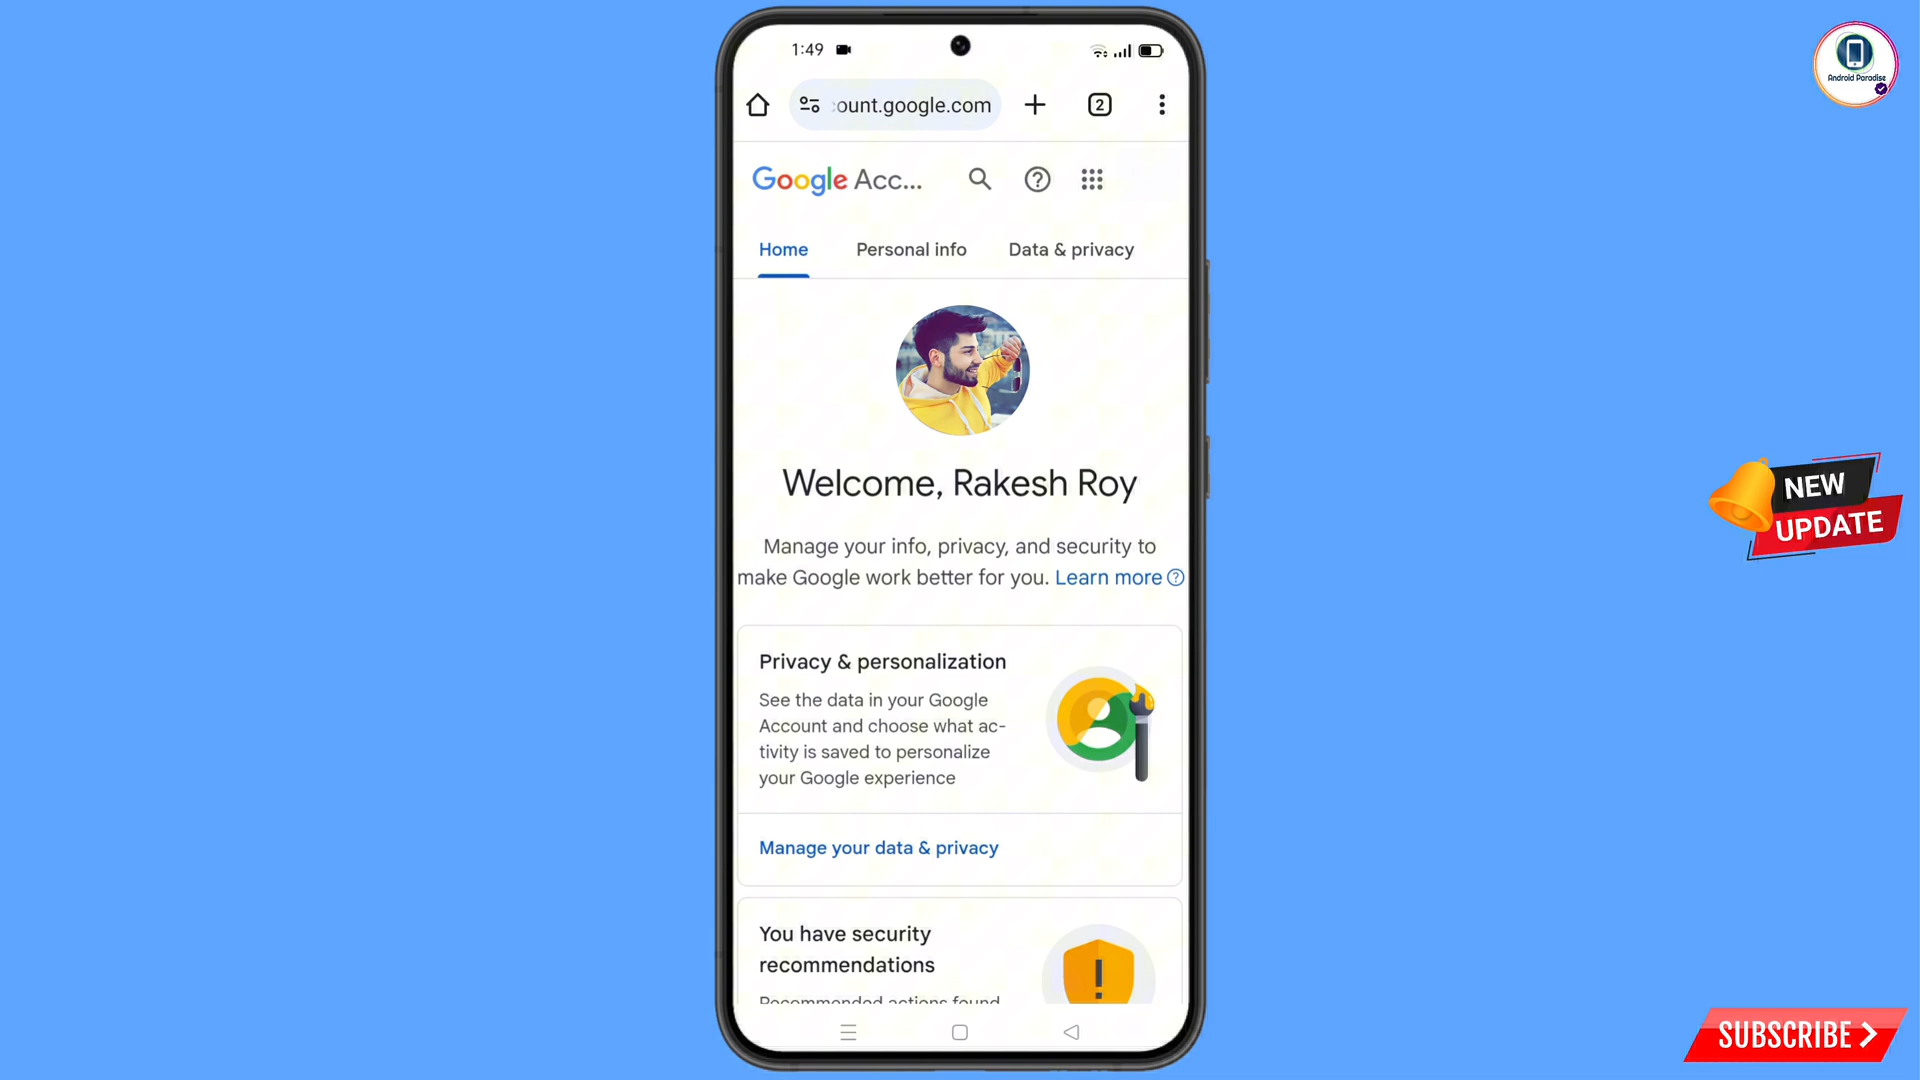 1:49
:ount.google.com
2
Google Acc...
Home Personal info Data & privacy
Welcome, Rakesh Roy
Manage your info, privacy, and security to
make Google work better for you. Learn more
Privacy & personalization
See the data in your Google
Account and choose what ac-
tivity is saved to personalize
your Google experience
Manage your data & privacy
You have security
recommendations
Recommended actions found
Android Paradise
NEW
UPDATE
SUBSCRIBE